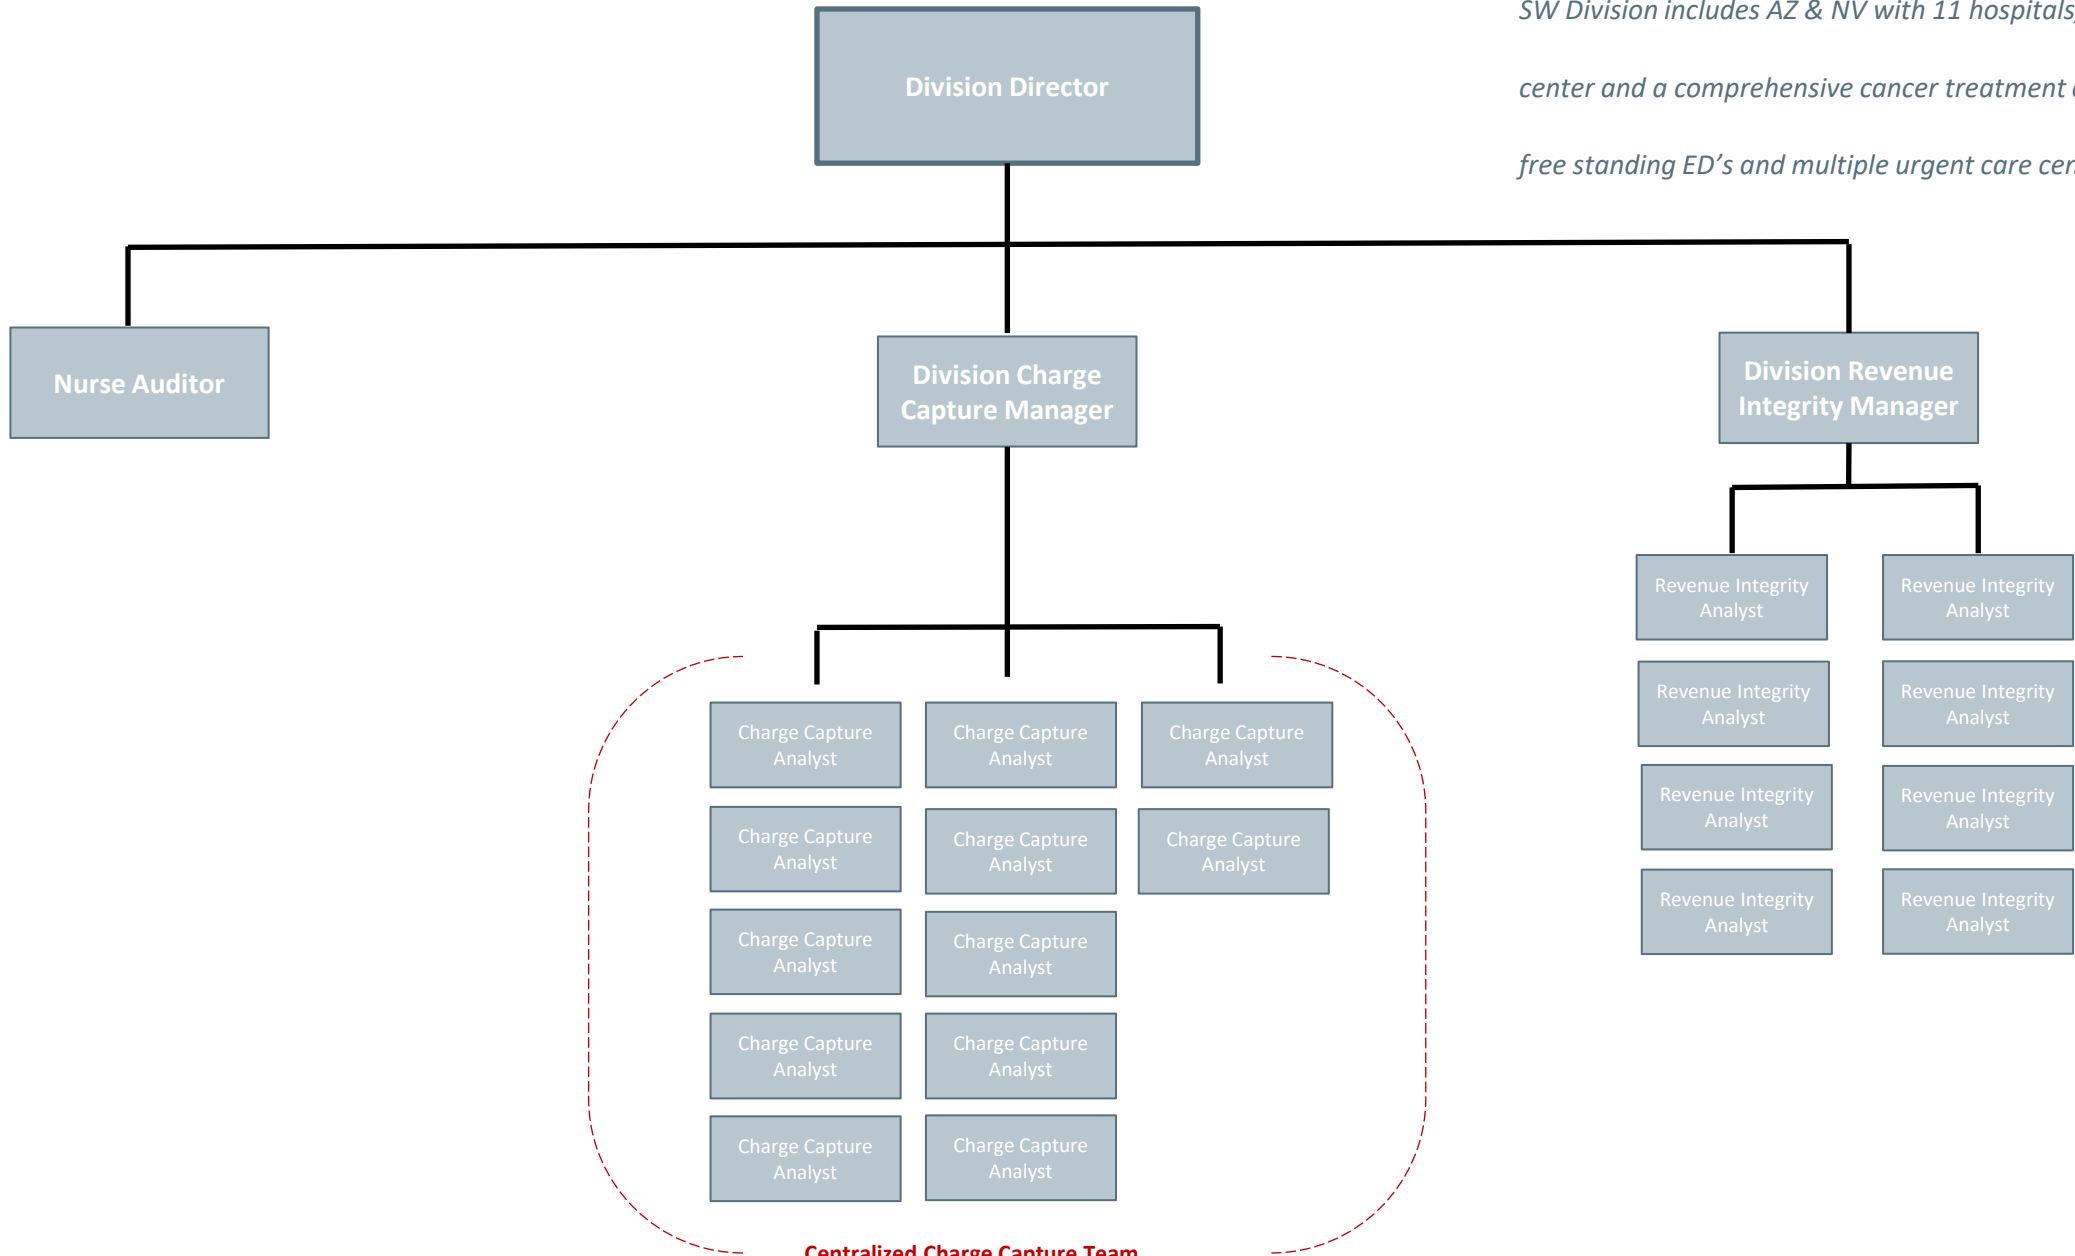 SW Division includes AZ & NV with 11 hospitals,
center and a comprehensive cancer treatment
free standing ED's and multiple urgent care
Division Director
Nurse Auditor
Division Charge
Capture Manager
Division Revenue
Integrity Manager
Revenue Integrity
Analyst
Revenue Integrity
Analyst
Revenue Integrity
Analyst
Revenue Integrity
Analyst
Revenue Integrity
Analyst
Revenue Integrity
Analyst
Revenue Integrity
Analyst
Revenue Integrity
Analyst
Charge Capture
Analyst
Charge Capture
Analyst
Charge Capture
Analyst
Charge Capture
Analyst
Charge Capture
Analyst
Charge Capture
Analyst
Charge Capture
Analyst
Charge Capture
Analyst
Charge Capture
Analyst
Charge Capture
Analyst
Charge Capture
Analyst
Charge Capture
Analyst
Centralized Charge Capture Team